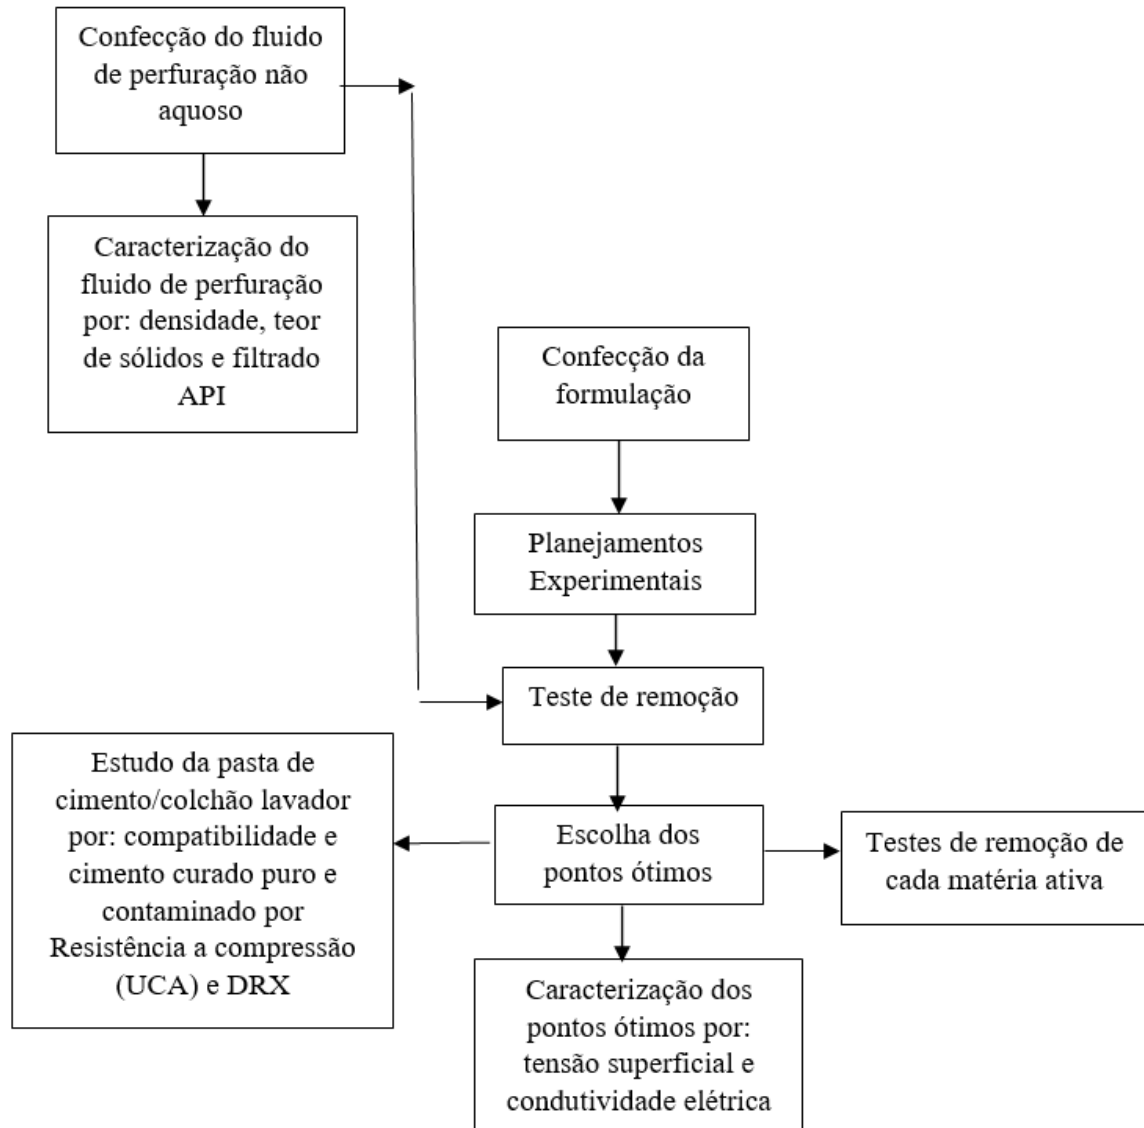 Confecção do fluido
de perfuração não
aquoso
Caracterização do
fluido de perfuração
por: densidade, teor
de sólidos e filtrado
API
Confecção da
formulação
Planejamentos
Experimentais
Teste de remoção
Estudo da pasta de
cimento/colchão lavador
por: compatibilidade e
cimento curado puro e
contaminado por
Resistência a compressão
(UCA) e DRX
Escolha dos
pontos ótimos
Testes de remoção de
cada matéria ativa
Caracterização dos
pontos ótimos por:
tensão superficial e
condutividade elétrica